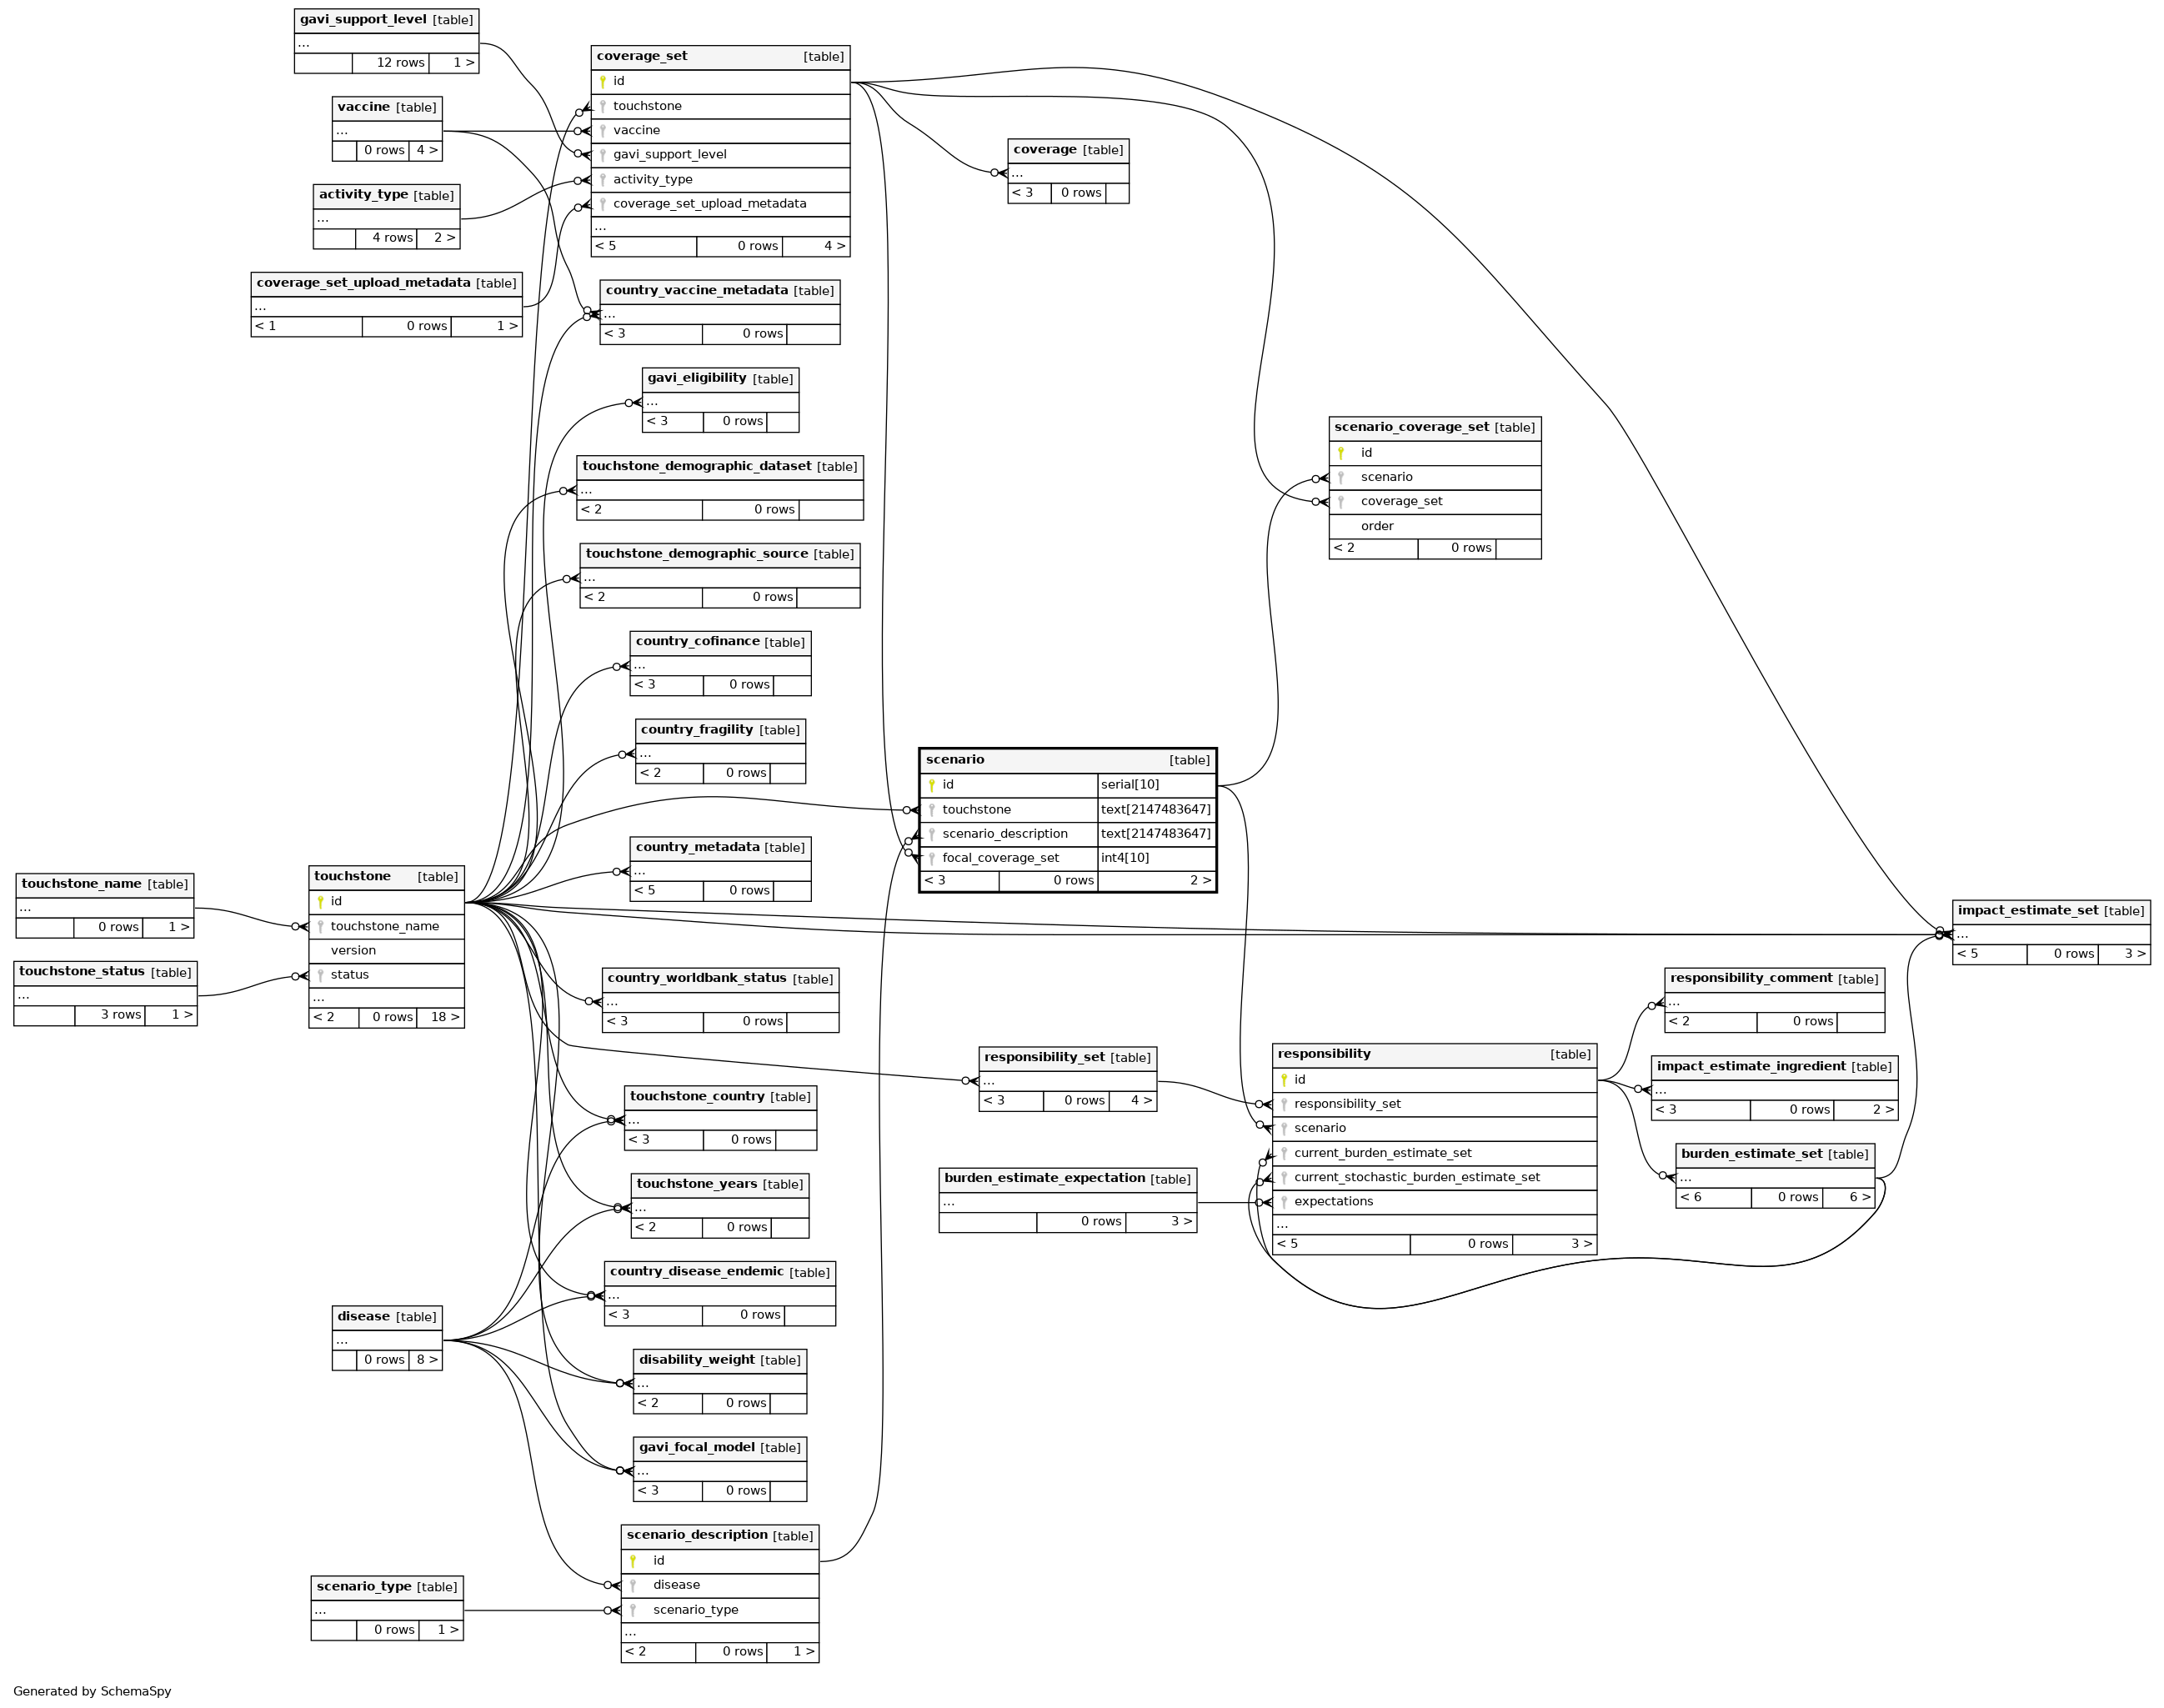 gavi_support_level [table]
...
12 rows 1 >
vaccine [table]
...
0 rows 4 >
activity_type [table]
...
4 rows 2 >
coverage_set_upload_metadata [table]
...
< 1 0 rows 1 >
coverage_set [table]
id
touchstone
vaccine
gavi_support_level
activity_type
coverage_set_upload_metadata
...
< 5 0 rows 4 >
country_vaccine_metadata [table]
...
< 3 0 rows
gavi_eligibility [table]
...
< 3 0 rows
touchstone_demographic_dataset [table]
...
< 2 0 rows
touchstone_demographic_source [table]
...
< 2 0 rows
country_cofinance [table]
...
< 3 0 rows
country_fragility [table]
...
< 2 0 rows
country_metadata [table]
...
< 5 0 rows
coverage [table]
...
< 3 0 rows
scenario_coverage_set [table]
id
scenario
coverage_set
order
< 2 0 rows
scenario [table]
id serial[10]
touchstone text[2147483647]
scenario_description text[2147483647]
focal_coverage_set int4[10]
< 3 0 rows 2 >
touchstone_name [table]
...
0 rows 1 >
touchstone_status [table]
...
3 rows 1 >
touchstone [table]
id
touchstone_name
version
status
...
< 2 0 rows 18 >
impact_estimate_set [table]
...
< 5 0 rows 3 >
country_worldbank_status [table]
...
< 3 0 rows
responsibility_set [table]
...
< 3 0 rows 4 >
burden_estimate_expectation [table]
...
0 rows 3 >
responsibility [table]
id
responsibility_set
scenario
current_burden_estimate_set
current_stochastic_burden_estimate_set
expectations
...
< 5 0 rows 3 >
responsibility_comment [table]
...
< 2 0 rows
impact_estimate_ingredient [table]
...
< 3 0 rows 2 >
burden_estimate_set [table]
...
< 6 0 rows 6 >
touchstone_country [table]
...
< 3 0 rows
touchstone_years [table]
...
< 2 0 rows
country_disease_endemic [table]
...
< 3 0 rows
disease [table]
...
0 rows 8 >
disability_weight [table]
...
< 2 0 rows
gavi_focal_model [table]
...
< 3 0 rows
scenario_description [table]
id
disease
scenario_type
...
< 2 0 rows 1 >
scenario_type [table]
...
0 rows 1 >
Generated by SchemaSpy